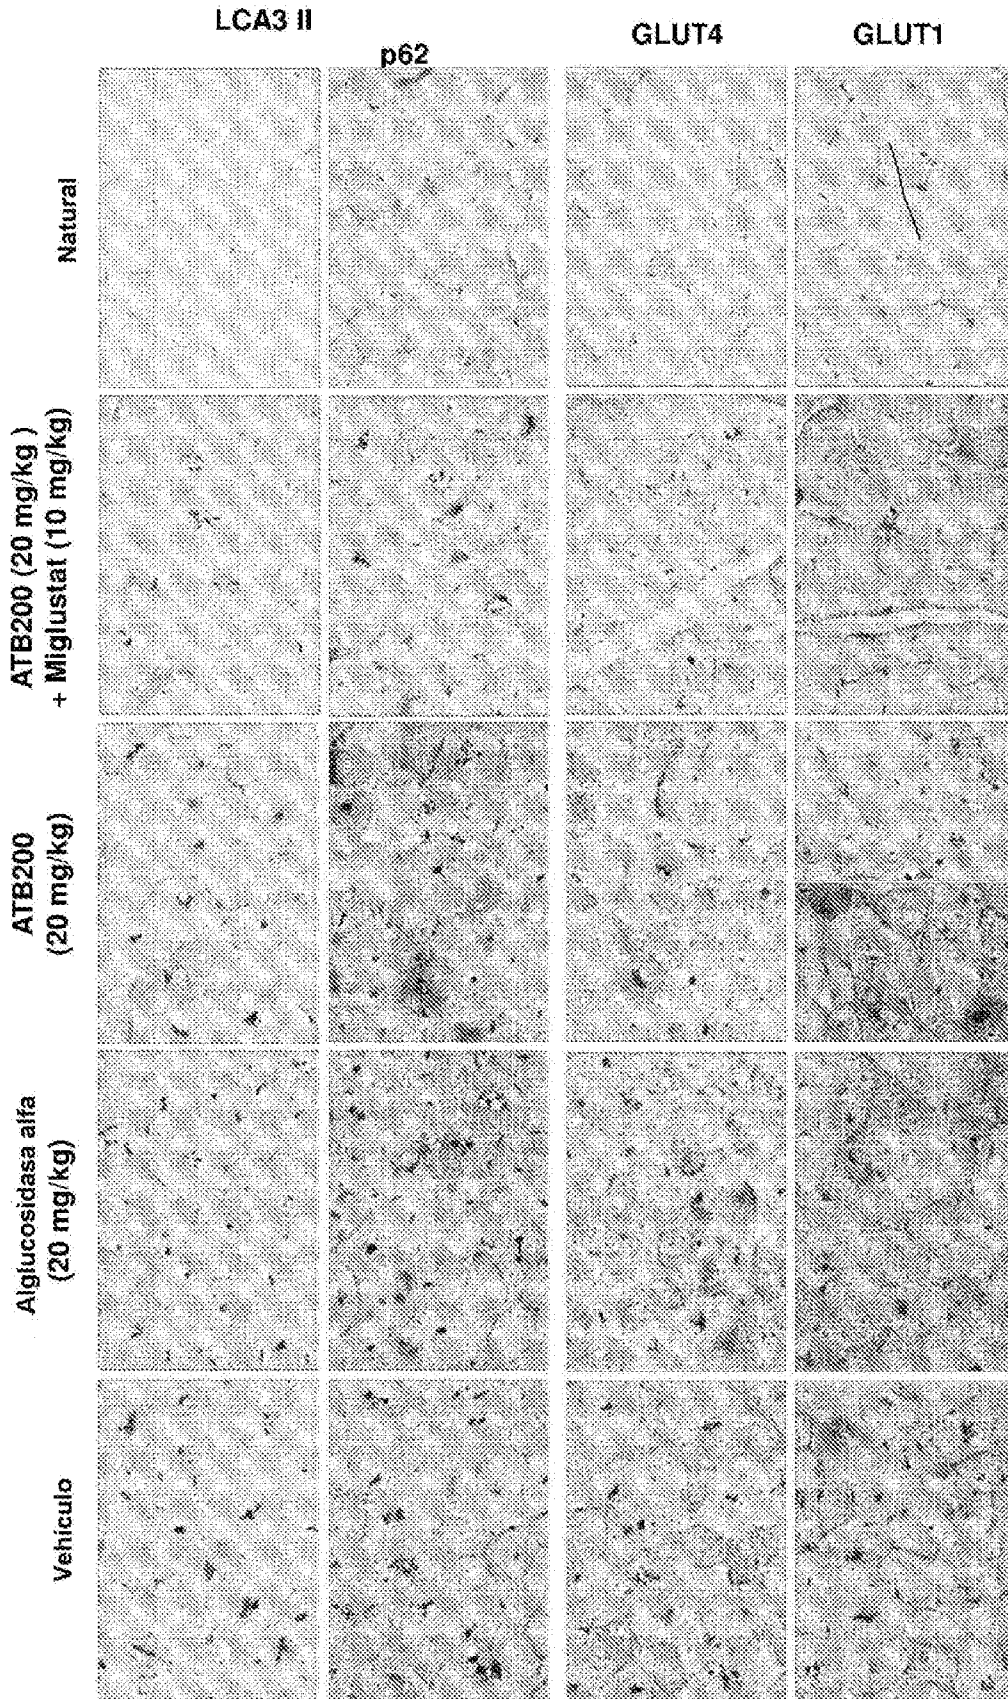 LCA3 II
p62
GLUT4
GLUT1
Natural
ATB200 (20 mg/kg )
+ Miglustat (10 mg/kg)
ATB200
(20 mg/kg)
Alglucosidasa alfa
(20 mg/kg)
Vehículo